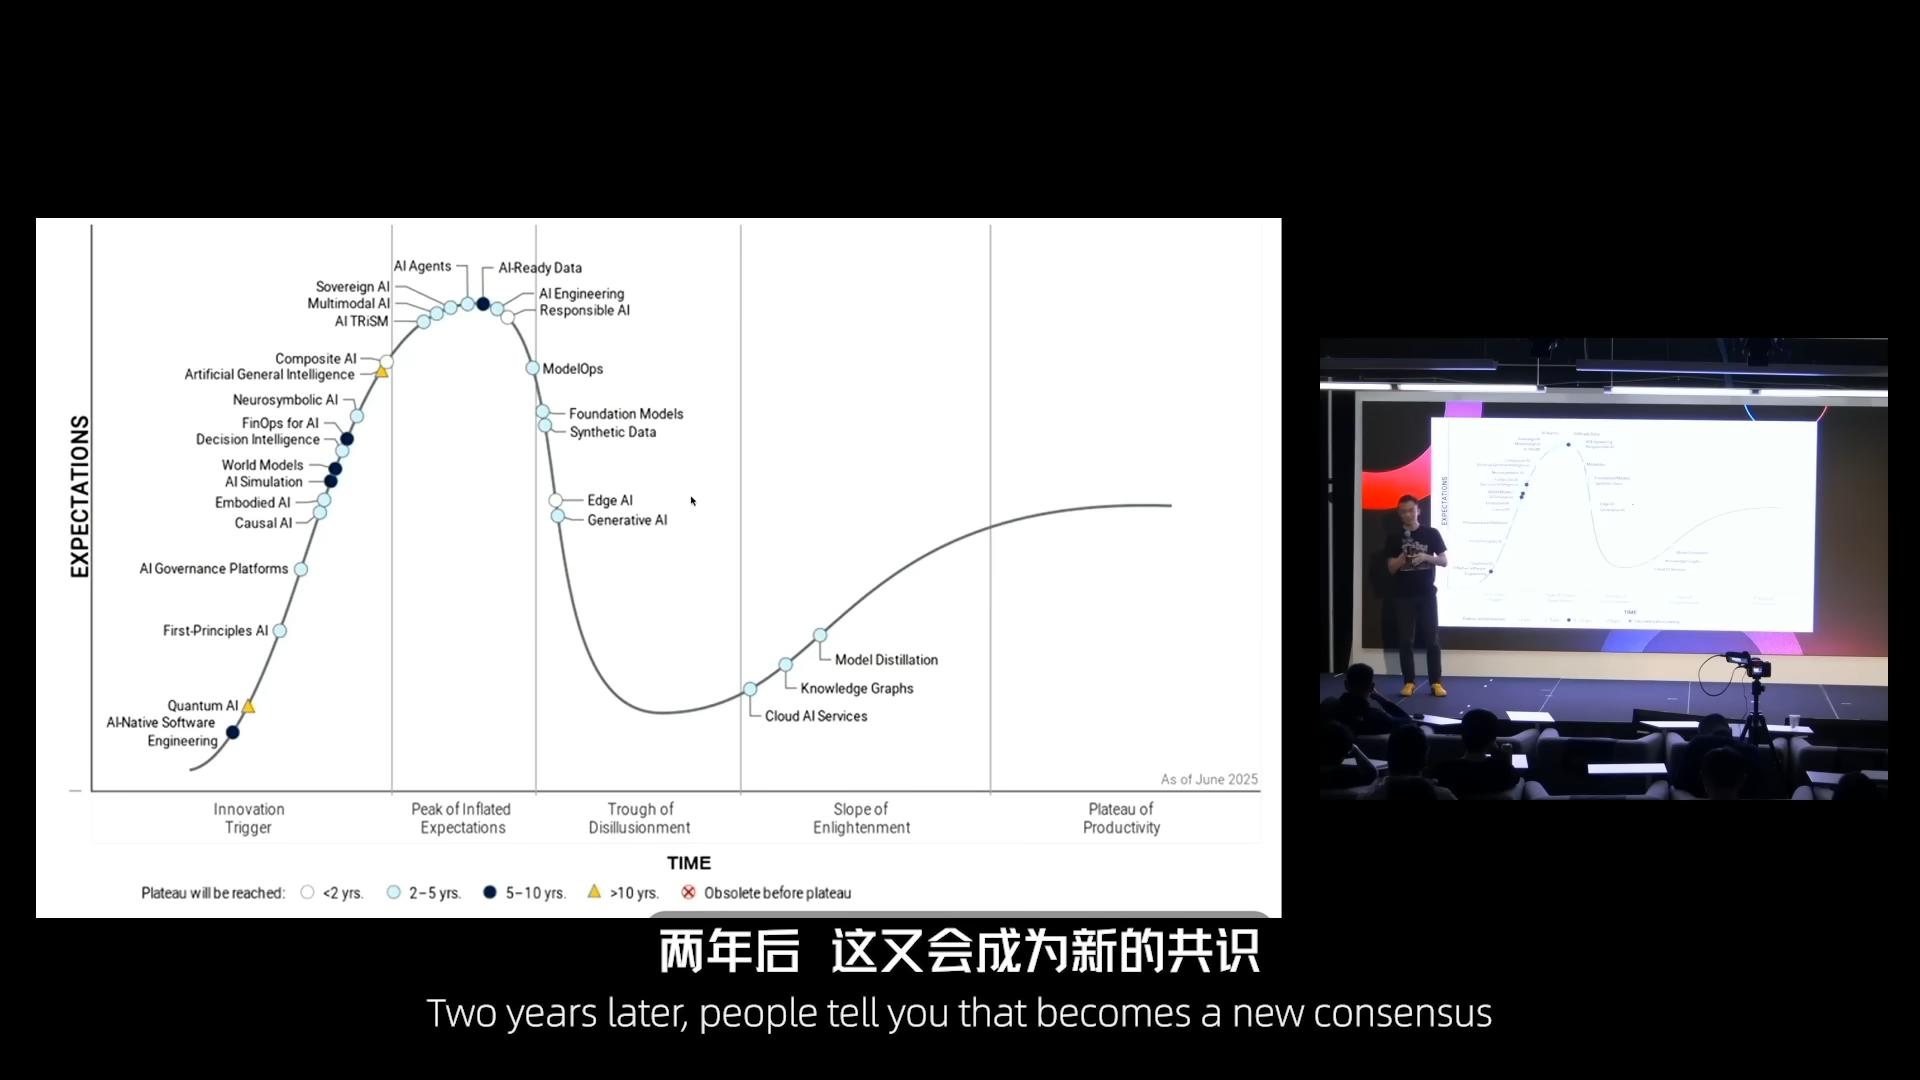 AI Agents
AI-Ready Data
Sovereign AI
AI Engineering
Multimodal AI
Responsible AI
AI TRiSM
Composite AI
Artificial General Intelligence
ModelOps
Neurosymbolic AI
Foundation Models
FinOps for AI
Synthetic Data
Decision Intelligence
World Models
AI Simulation
Embodied AI
Edge AI
Causal AI
Generative AI
EXPECTATIONS
AI Governance Platforms
First-Principles AI
Model Distillation
Knowledge Graphs
Quantum AI
Cloud AI Services
AI-Native Software
Engineering
As of June 2025
Innovation
Trigger
Peak of Inflated
Expectations
Trough of
Disillusionment
Slope of
Enlightenment
Plateau of
Productivity
TIME
Plateau will be reached: <2 yrs. 2–5 yrs. 5–10 yrs. >10 yrs. Obsolete before plateau
EXPECTATIONS
TIME
两年后 这又会成为新的共识
Two years later, people tell you that becomes a new consensus